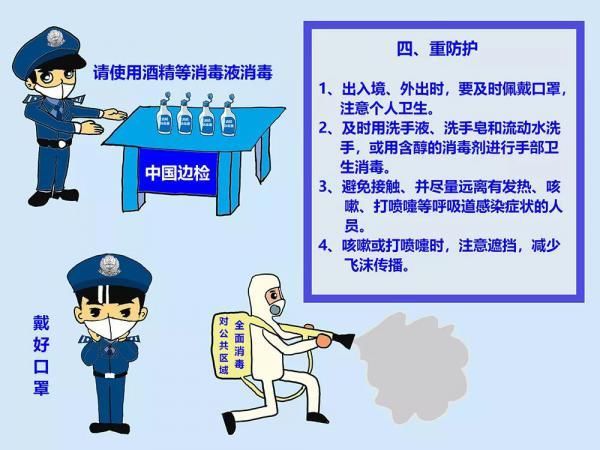 请使用酒精等消毒液消毒
中国边检
四、重防护
1、出入境、外出时，要及时佩戴口罩，
注意个人卫生。
2、及时用洗手液、洗手皂和流动水洗
手，或用含醇的消毒剂进行手部卫
生消毒。
3、避免接触、并尽量远离有发热、咳
嗽、打喷嚏等呼吸道感染症状的人
员。
4、咳嗽或打喷嚏时，注意遮挡，减少
飞沫传播。
戴好口罩
对公共区域
全面消毒